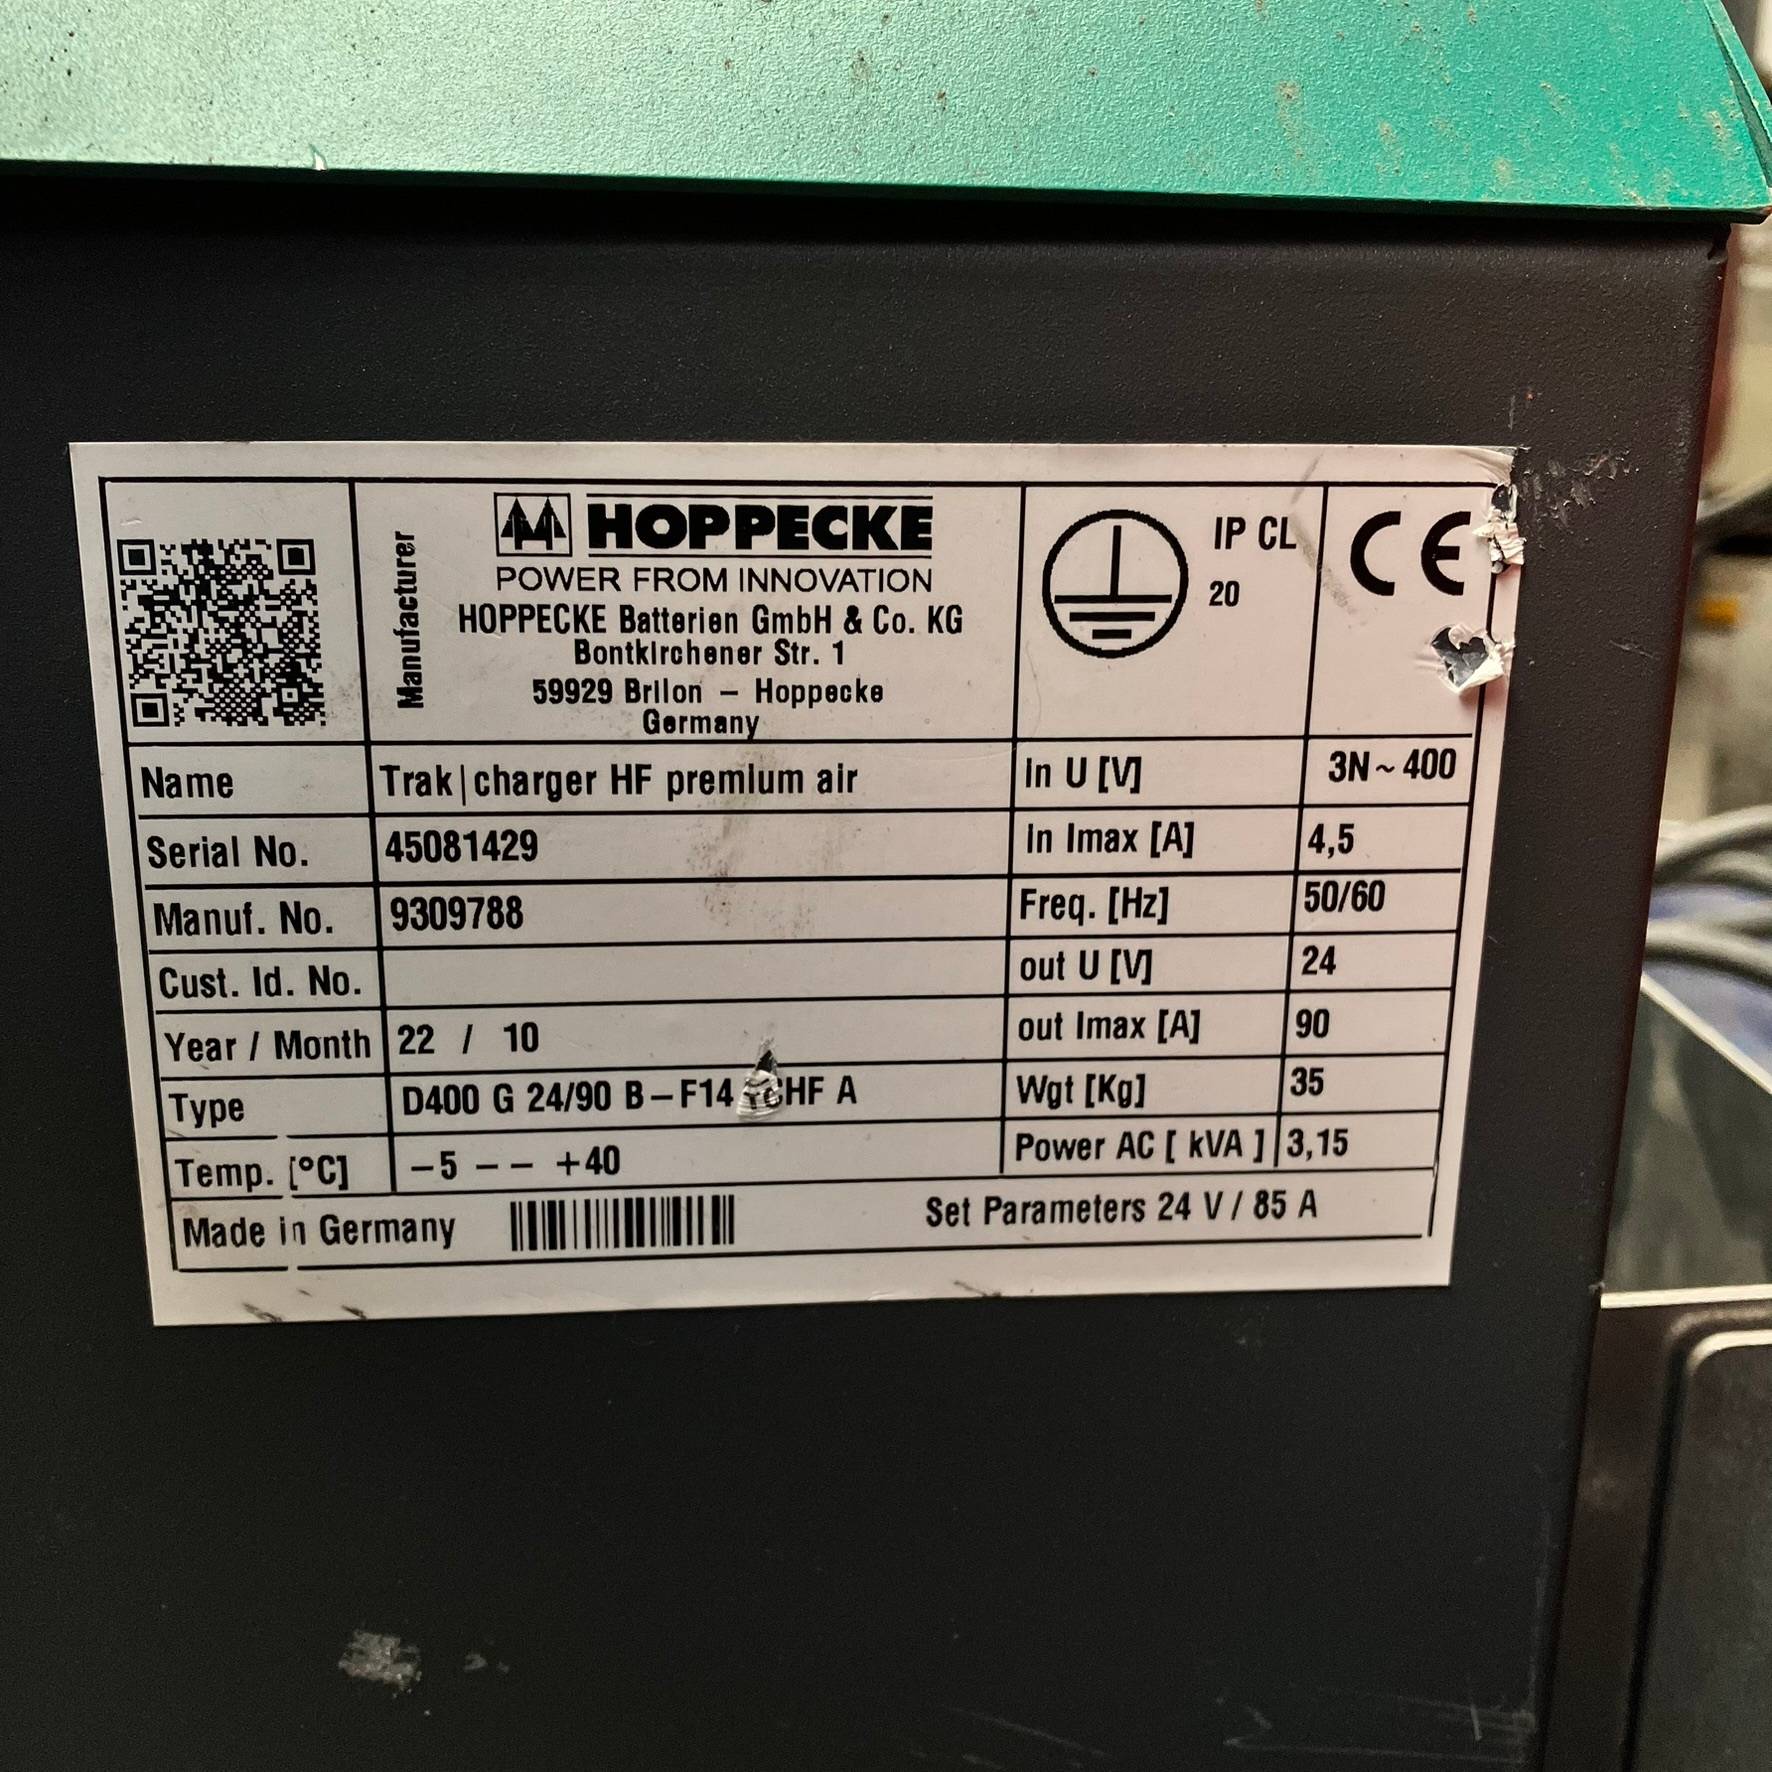 HOPPECKE
POWER FROM INNOVATION
Manufacturer
HOPPECKE Batterien GmbH & Co. KG
Bontkirchener Str. 1
59929 Brilon – Hoppecke
Germany
IP CL
20
CE
Name Trak|charger HF premium air
Serial No. 45081429
Manuf. No. 9309788
Cust. Id. No.
Year / Month 22 / 10
Type D400 G 24/90 B–F14 HF A
Temp. [°C] –5 –– +40
in U [V] 3N~400
in Imax [A] 4,5
Freq. [Hz] 50/60
out U [V] 24
out Imax [A] 90
Wgt [Kg] 35
Power AC [ kVA ] 3,15
Made in Germany
Set Parameters 24 V / 85 A